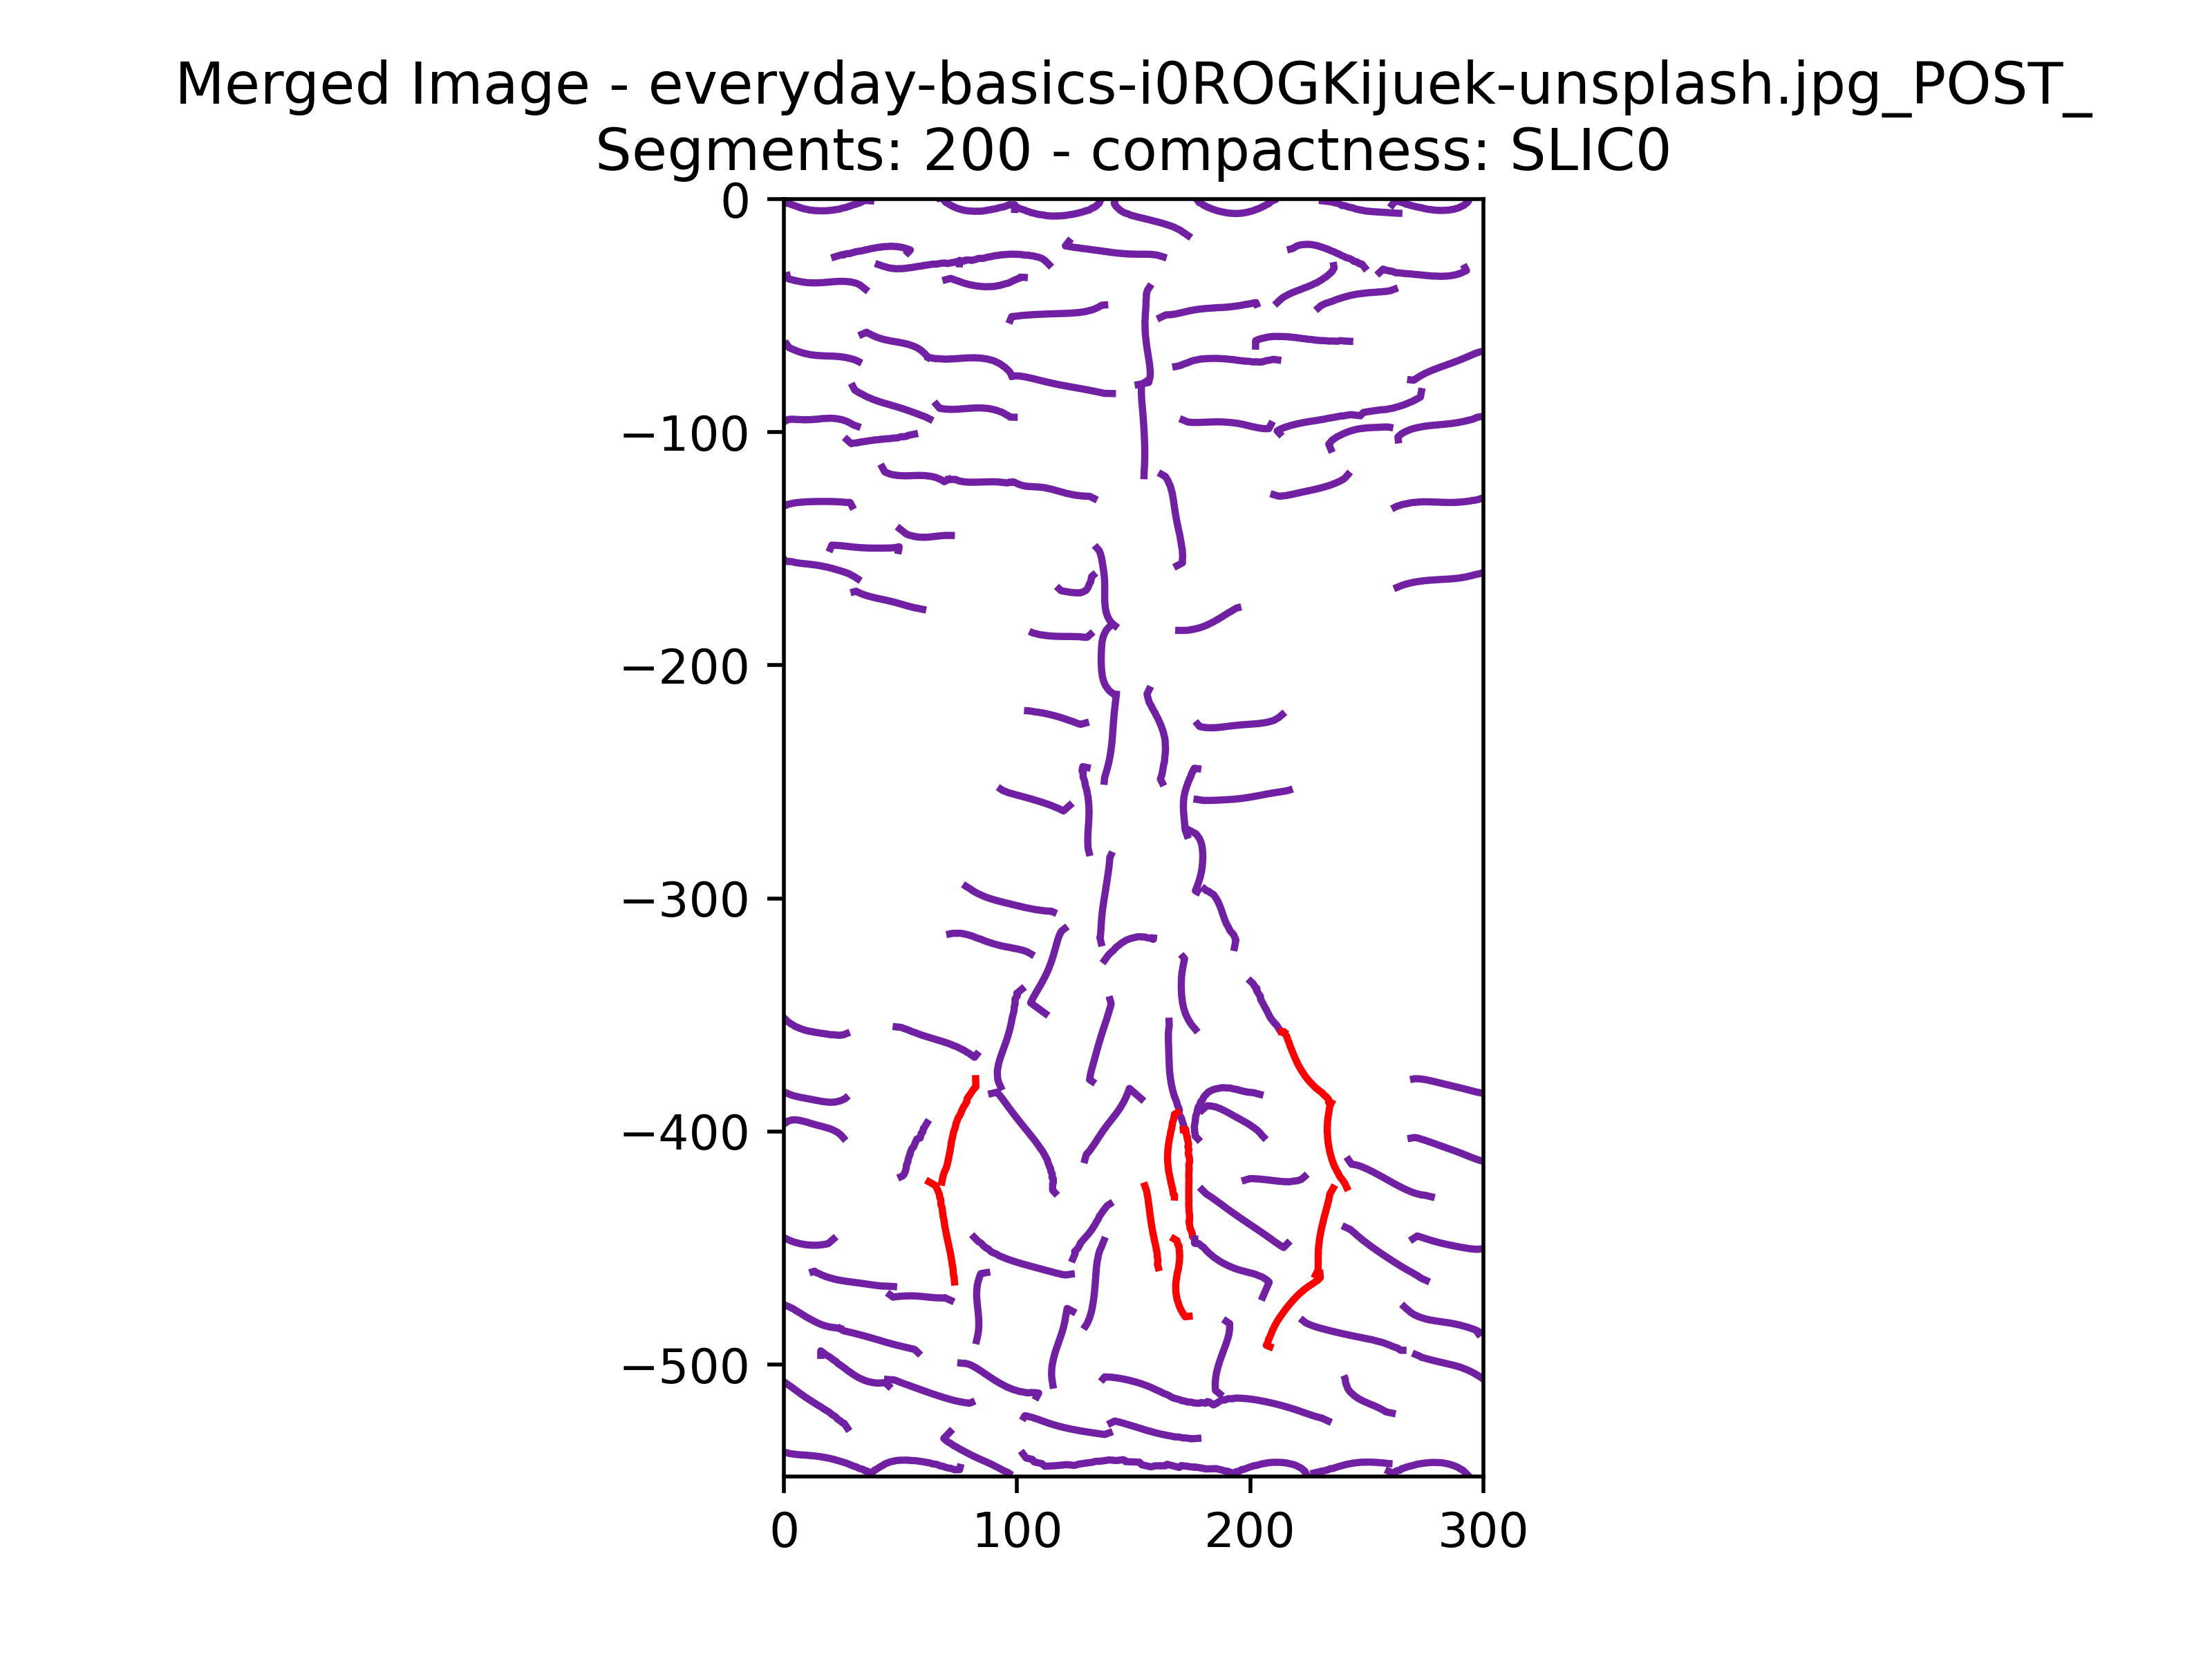 Merged Image - everyday-basics-i0ROGKijuek-unsplash.jpg_POST_
Segments: 200 - compactness: SLIC0
0
−100
−200
−300
−400
−500
0 100 200 300